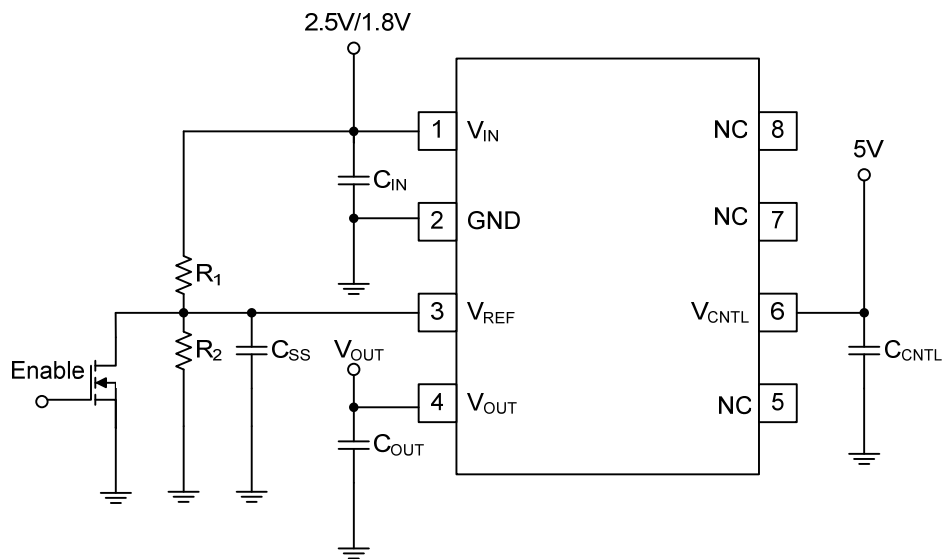 2.5V/1.8V
1 VIN
NC 8
5V
CIN
2 GND
NC 7
R1
3 VREF
VCNTL 6
R2
CSS
VOUT
CCNTL
Enable
4 VOUT
NC 5
COUT